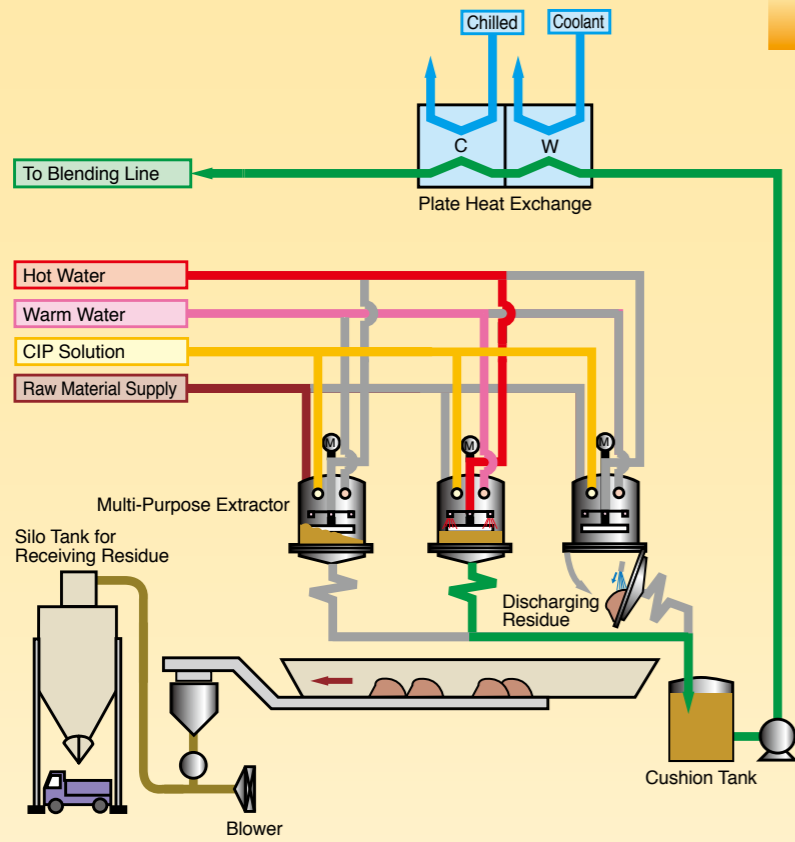 Chilled
Coolant
C
W
To Blending Line
Plate Heat Exchange
Hot Water
Warm Water
CIP Solution
Raw Material Supply
M
M
M
Multi-Purpose Extractor
Silo Tank for
Receiving Residue
Discharging
Residue
Cushion Tank
Blower